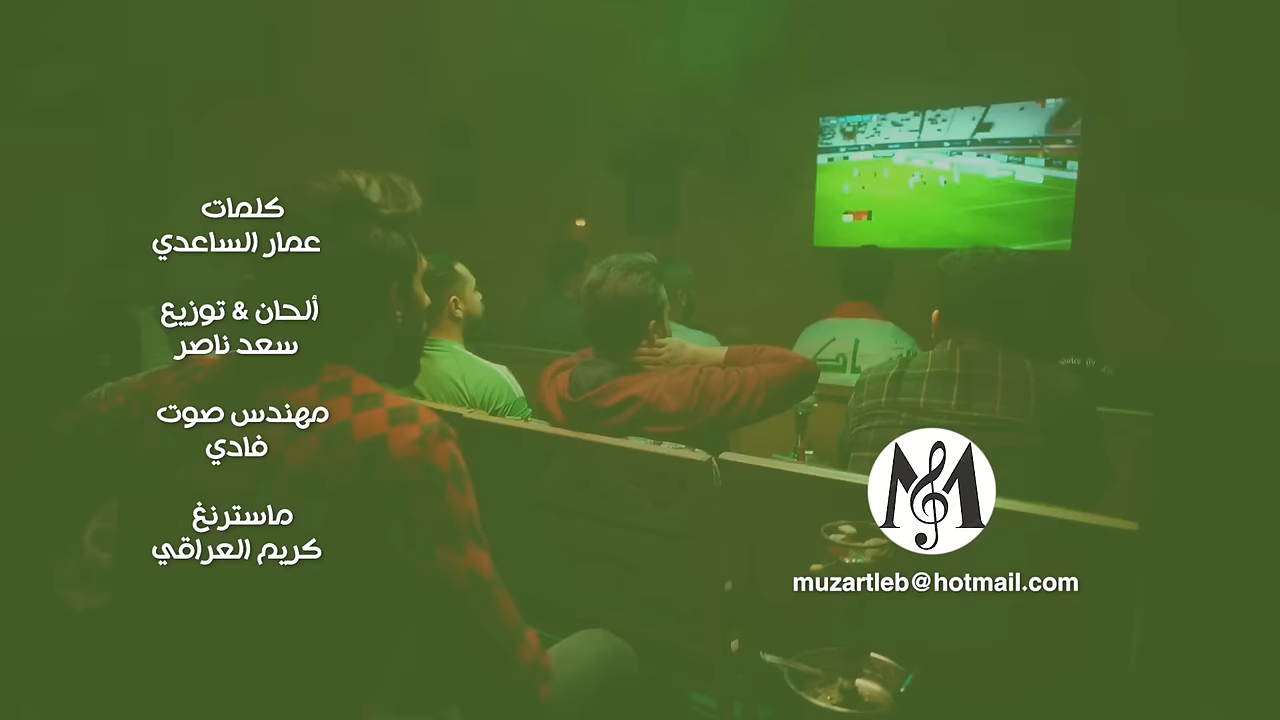 كلمات
عمار الساعدي
ألحان & توزيع
سعد ناصر
مهندس صوت
فادي
ماسترنغ
كريم العراقي
muzartleb@hotmail.com